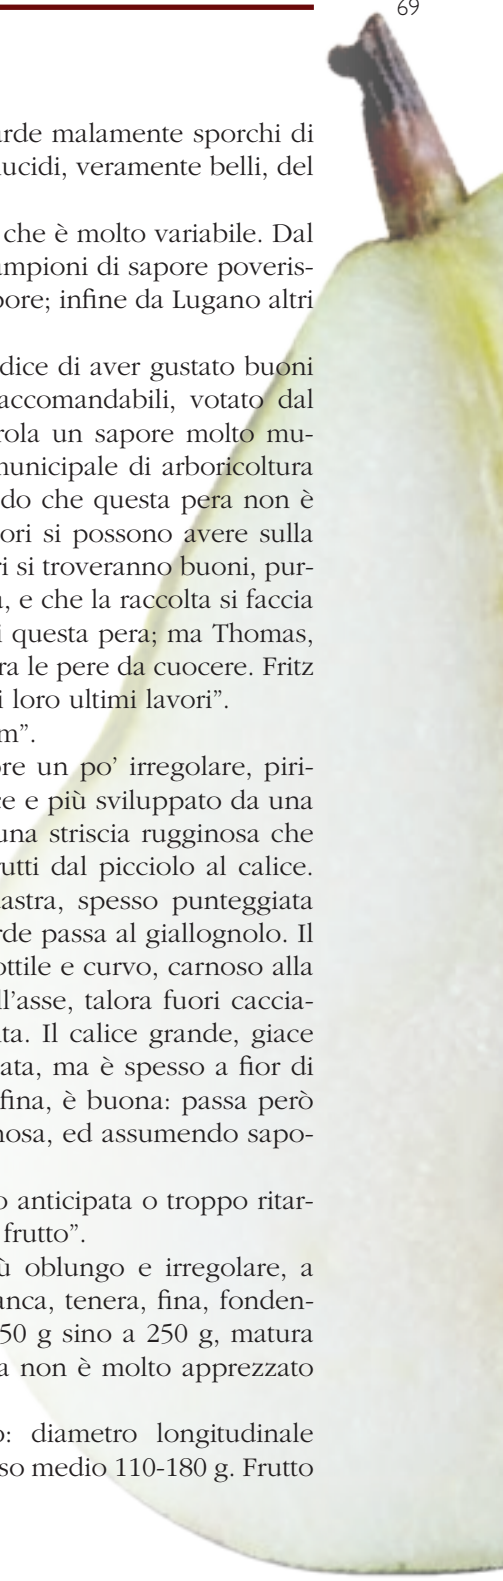 69
arde malamente sporchi di
lucidi, veramente belli, del
che è molto variabile. Dal
mpioni di sapore poveris-
pore; infine da Lugano altri
dice di aver gustato buoni
accomandabili, votato dal
rola un sapore molto mu-
municipale di arboricoltura
do che questa pera non è
ori si possono avere sulla
ri si troveranno buoni, pur-
, e che la raccolta si faccia
i questa pera; ma Thomas,
ra le pere da cuocere. Fritz
i loro ultimi lavori”.
m”.
re un po’ irregolare, piri-
ce e più sviluppato da una
una striscia rugginosa che
utti dal picciolo al calice.
astra, spesso punteggiata
rde passa al giallognolo. Il
ottile e curvo, carnoso alla
ll’asse, talora fuori caccia-
ta. Il calice grande, giace
ata, ma è spesso a fior di
fina, è buona: passa però
nosa, ed assumendo sapo-
o anticipata o troppo ritar-
frutto”.
ù oblungo e irregolare, a
anca, tenera, fina, fonden-
50 g sino a 250 g, matura
a non è molto apprezzato
o: diametro longitudinale
so medio 110-180 g. Frutto